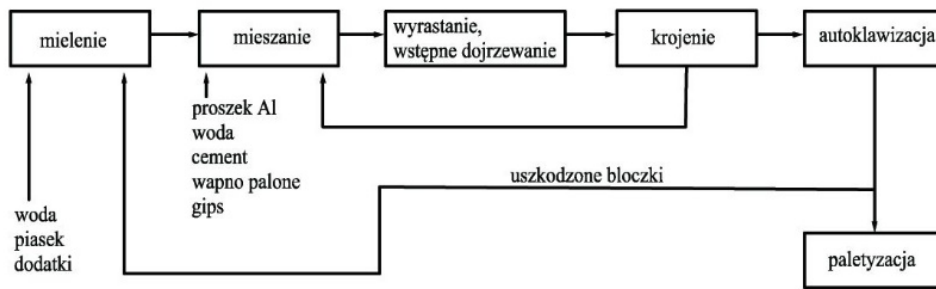 mielenie
mieszanie
wyrastanie,
wstępne dojrzewanie
krojenie
autoklawizacja
proszek Al
woda
cement
wapno palone
gips
uszkodzone bloczki
woda
piasek
dodatki
paletyzacja